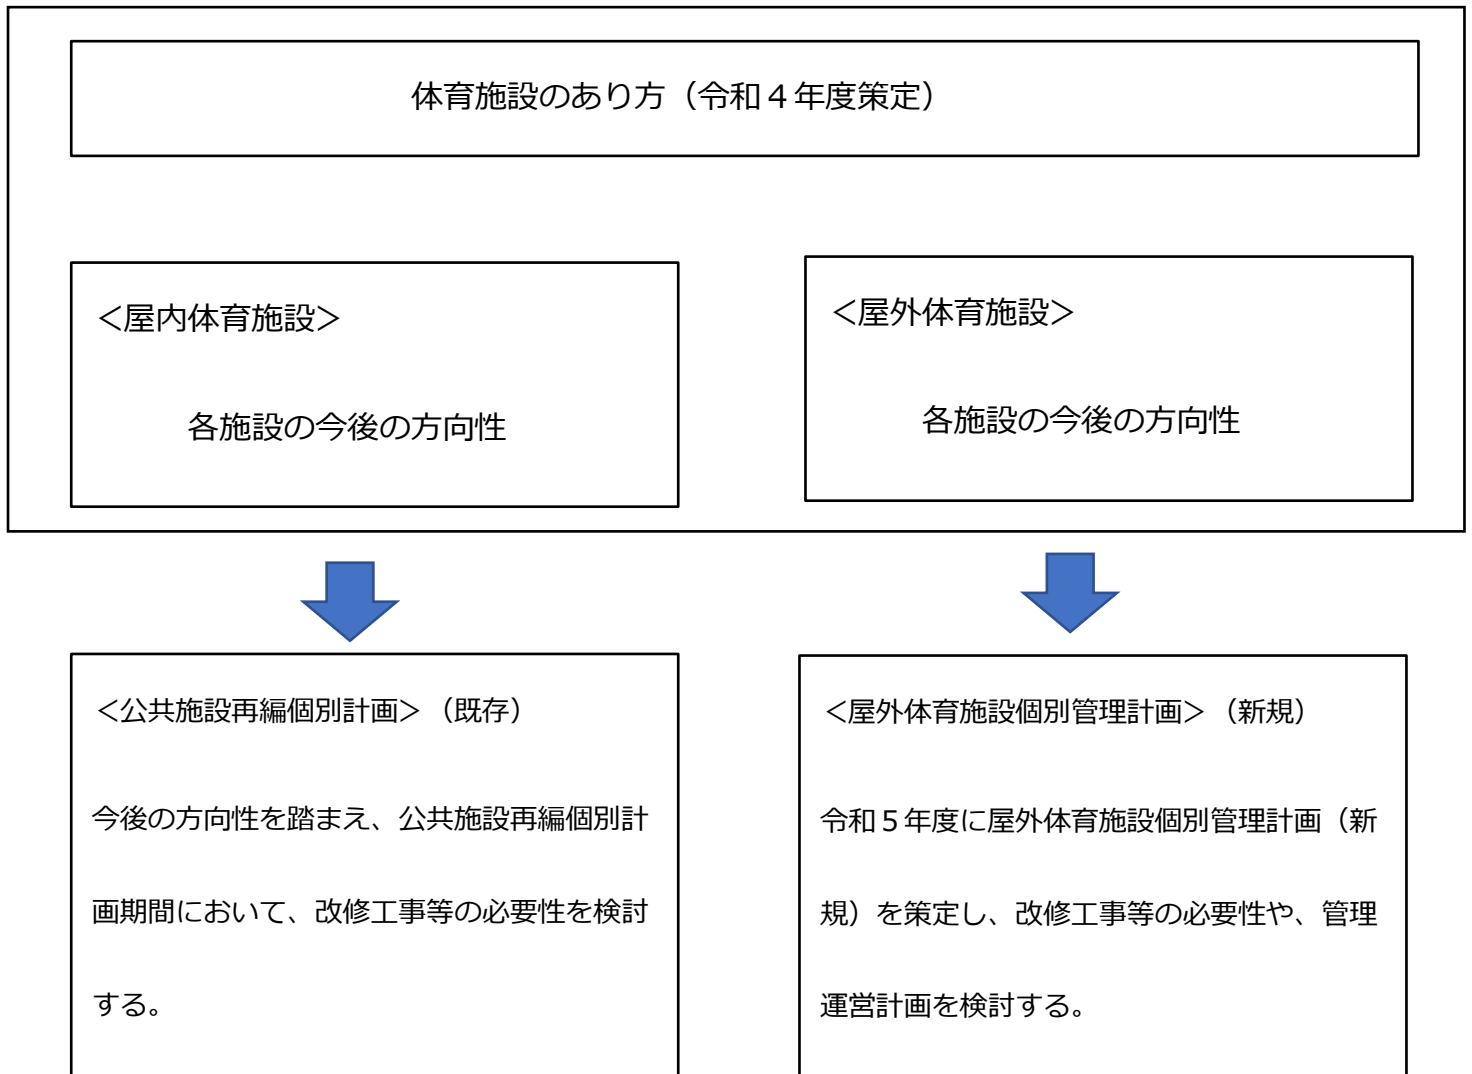 体育施設のあり方（令和４年度策定）
＜屋内体育施設＞
各施設の今後の方向性
＜屋外体育施設＞
各施設の今後の方向性
＜公共施設再編個別計画＞（既存）
今後の方向性を踏まえ、公共施設再編個別計
画期間において、改修工事等の必要性を検討
する。
＜屋外体育施設個別管理計画＞（新規）
令和５年度に屋外体育施設個別管理計画（新
規）を策定し、改修工事等の必要性や、管理
運営計画を検討する。